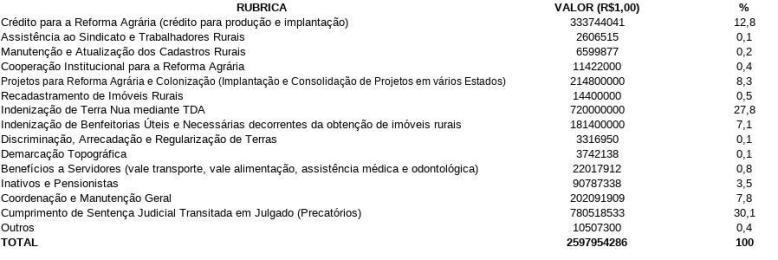 RUBRICA VALOR (R$1,00) %
Crédito para a Reforma Agrária (crédito para produção e implantação) 333744041 12,8
Assistência ao Sindicato e Trabalhadores Rurais 2606515 0,1
Manutenção e Atualização dos Cadastros Rurais 6599877 0,2
Cooperação Institucional para a Reforma Agrária 11422000 0,4
Projetos para Reforma Agrária e Colonização (Implantação e Consolidação de Projetos em vários Estados) 214800000 8,3
Recadastramento de Imóveis Rurais 14400000 0,5
Indenização de Terra Nua mediante TDA 720000000 27,8
Indenização de Benfeitorias Úteis e Necessárias decorrentes da obtenção de imóveis rurais 181400000 7,1
Discriminação, Arrecadação e Regularização de Terras 3316950 0,1
Demarcação Topográfica 3742138 0,1
Benefícios a Servidores (vale transporte, vale alimentação, assistência médica e odontológica) 22017912 0,8
Inativos e Pensionistas 90787338 3,5
Coordenação e Manutenção Geral 202091909 7,8
Cumprimento de Sentença Judicial Transitada em Julgado (Precatórios) 780518533 30,1
Outros 10507300 0,4
TOTAL 2597954286 100